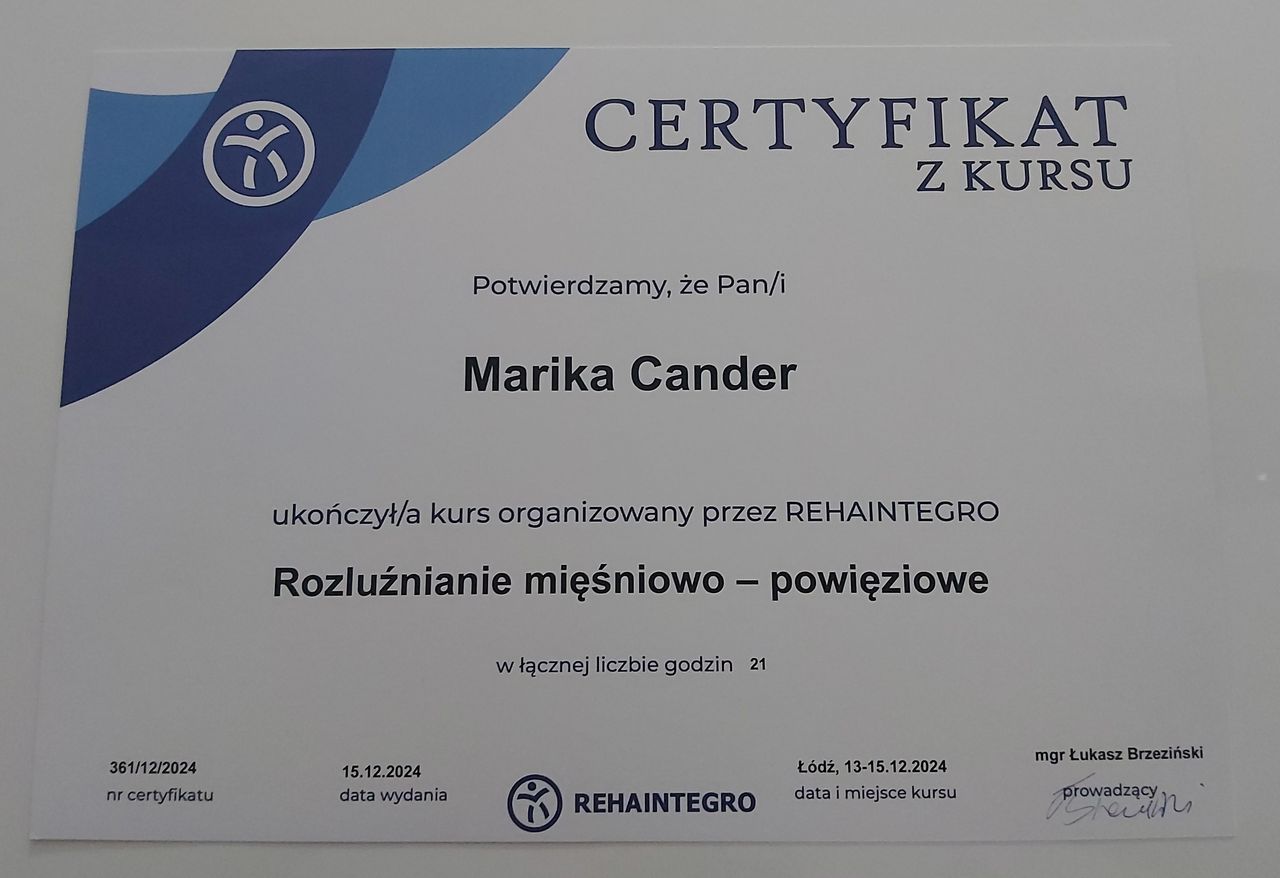 CERTYFIKAT
Z KURSU
Potwierdzamy, że Pan/i
Marika Cander
ukończył/a kurs organizowany przez REHAINTEGRO
Rozluźnianie mięśniowo – powięziowe
w łącznej liczbie godzin 21
361/12/2024
nr certyfikatu
15.12.2024
data wydania
REHAINTEGRO
Łódź, 13-15.12.2024
data i miejsce kursu
mgr Łukasz Brzeziński
prowadzący